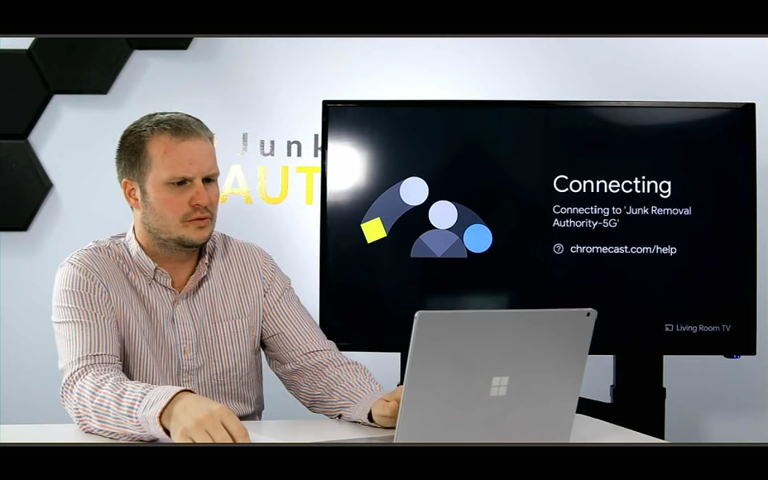 Junk
AUT
Connecting
Connecting to 'Junk Removal
Authority-5G'
chromecast.com/help
Living Room TV